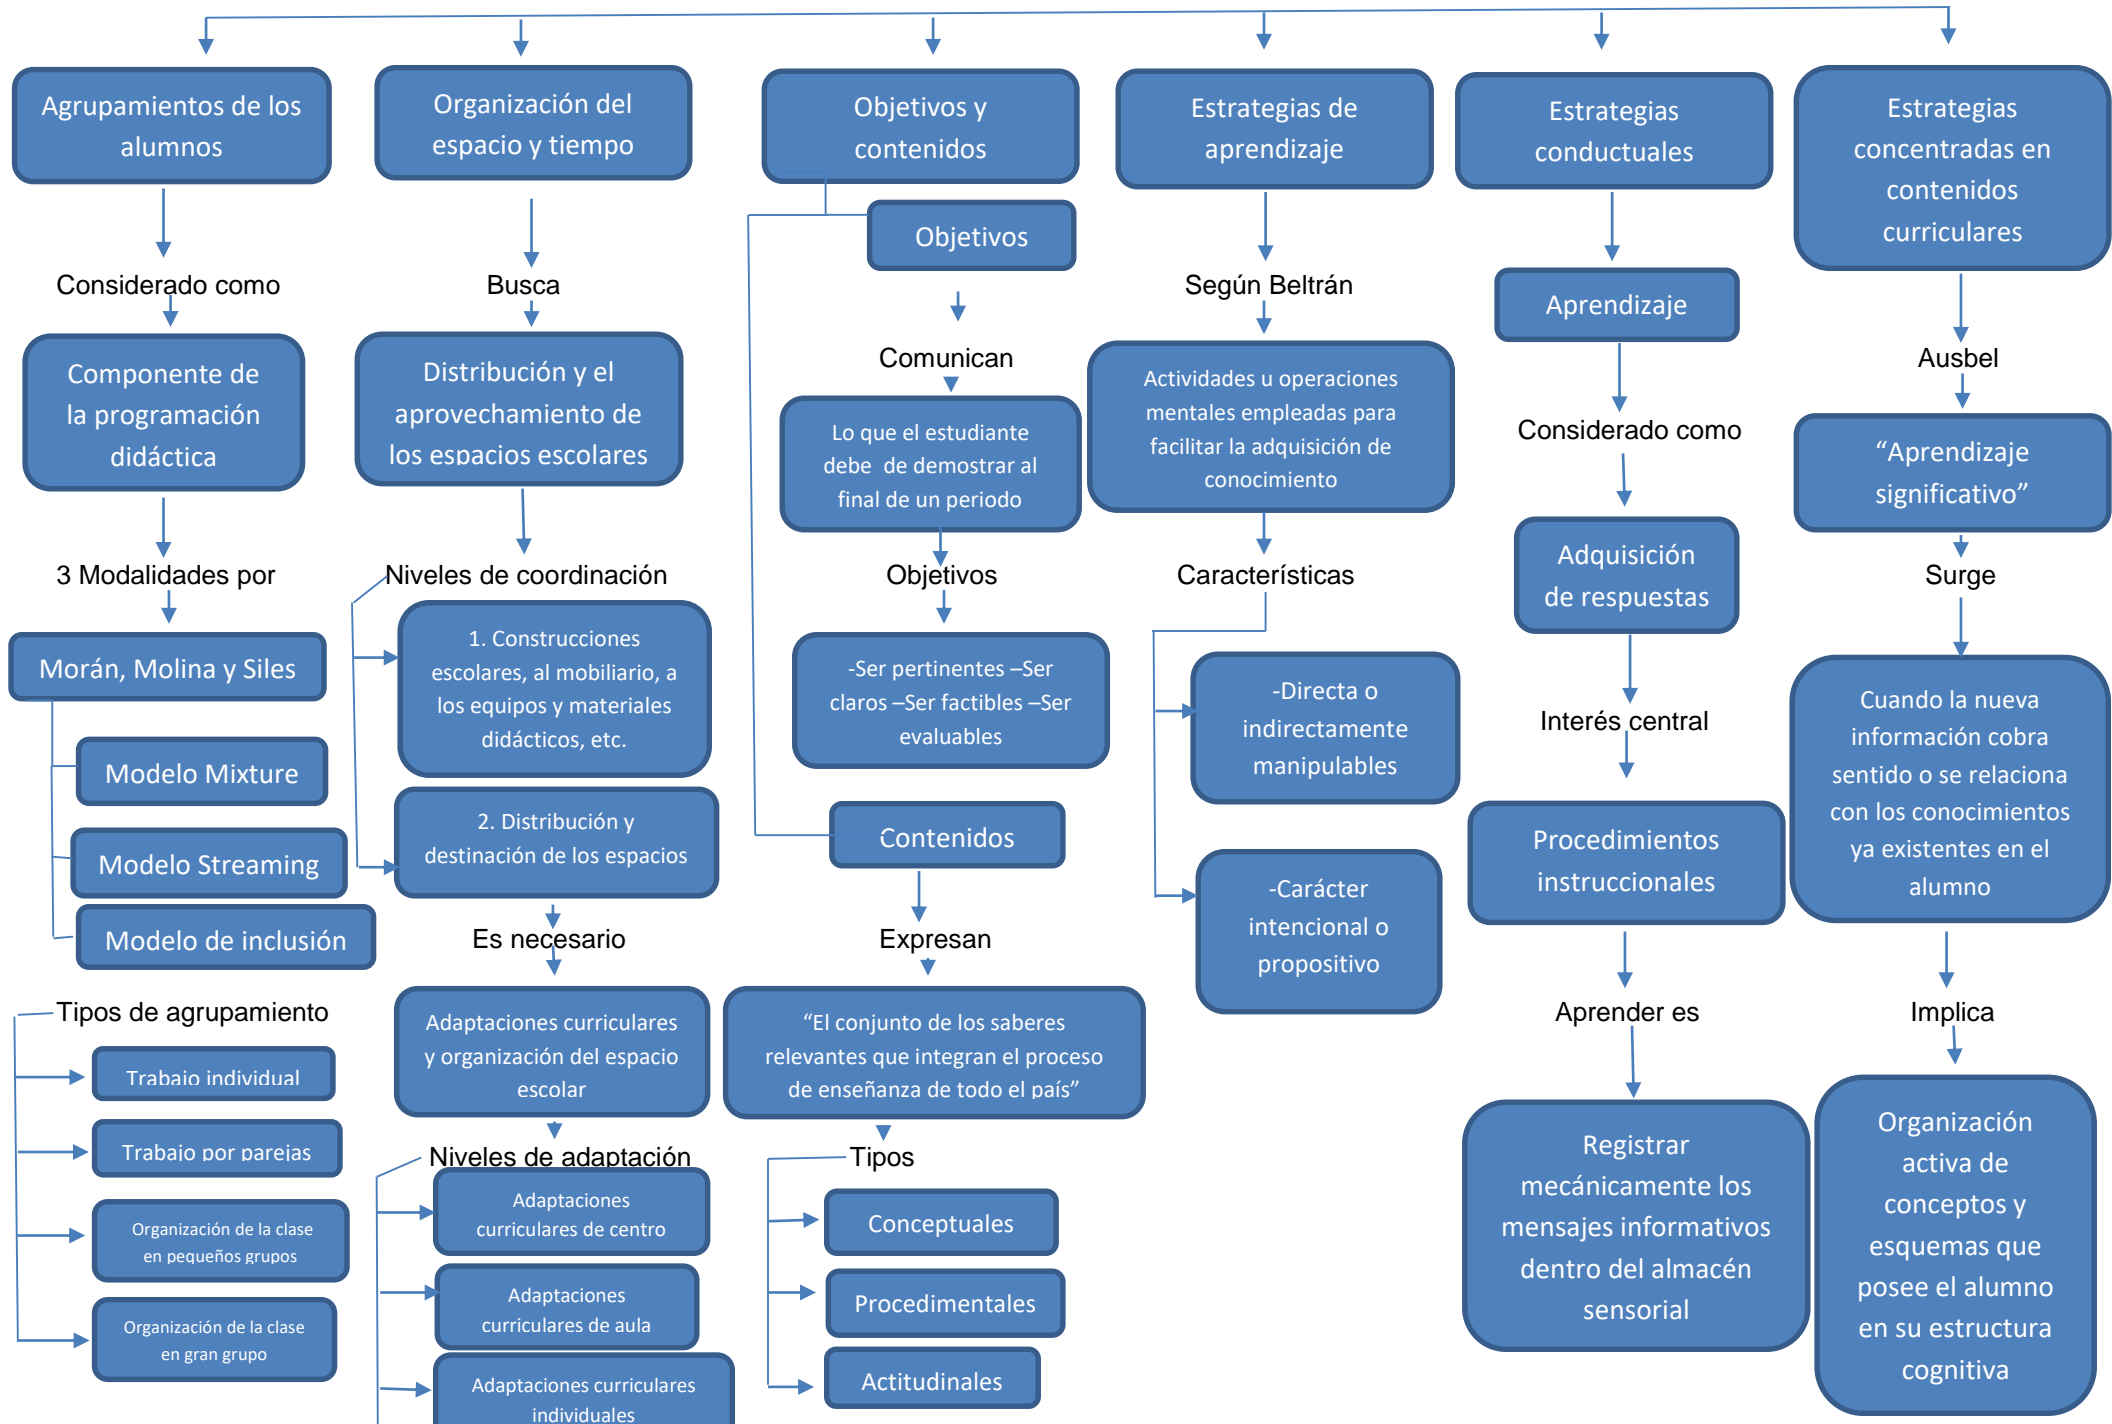 Agrupamientos de los
alumnos
Considerado como
Componente de
la programación
didáctica
3 Modalidades por
Morán, Molina y Siles
Modelo Mixture
Modelo Streaming
Modelo de inclusión
Tipos de agrupamiento
Trabajo individual
Trabajo por parejas
Organización de la clase
en pequeños grupos
Organización de la clase
en gran grupo
Organización del
espacio y tiempo
Busca
Distribución y el
aprovechamiento de
los espacios escolares
Niveles de coordinación
1. Construcciones
escolares, al mobiliario, a
los equipos y materiales
didácticos, etc.
2. Distribución y
destinación de los espacios
Es necesario
Adaptaciones curriculares
y organización del espacio
escolar
Niveles de adaptación
Adaptaciones
curriculares de centro
Adaptaciones
curriculares de aula
Adaptaciones curriculares
individuales
Objetivos y
contenidos
Objetivos
Comunican
Lo que el estudiante
debe de demostrar al
final de un periodo
Objetivos
-Ser pertinentes –Ser
claros –Ser factibles –Ser
evaluables
Contenidos
Expresan
“El conjunto de los saberes
relevantes que integran el proceso
de enseñanza de todo el país”
Tipos
Conceptuales
Procedimentales
Actitudinales
Estrategias de
aprendizaje
Según Beltrán
Actividades u operaciones
mentales empleadas para
facilitar la adquisición de
conocimiento
Características
-Directa o
indirectamente
manipulables
-Carácter
intencional o
propositivo
Estrategias
conductuales
Aprendizaje
Considerado como
Adquisición
de respuestas
Interés central
Procedimientos
instruccionales
Aprender es
Registrar
mecánicamente los
mensajes informativos
dentro del almacén
sensorial
Estrategias
concentradas en
contenidos
curriculares
Ausbel
“Aprendizaje
significativo”
Surge
Cuando la nueva
información cobra
sentido o se relaciona
con los conocimientos
ya existentes en el
alumno
Implica
Organización
activa de
conceptos y
esquemas que
posee el alumno
en su estructura
cognitiva